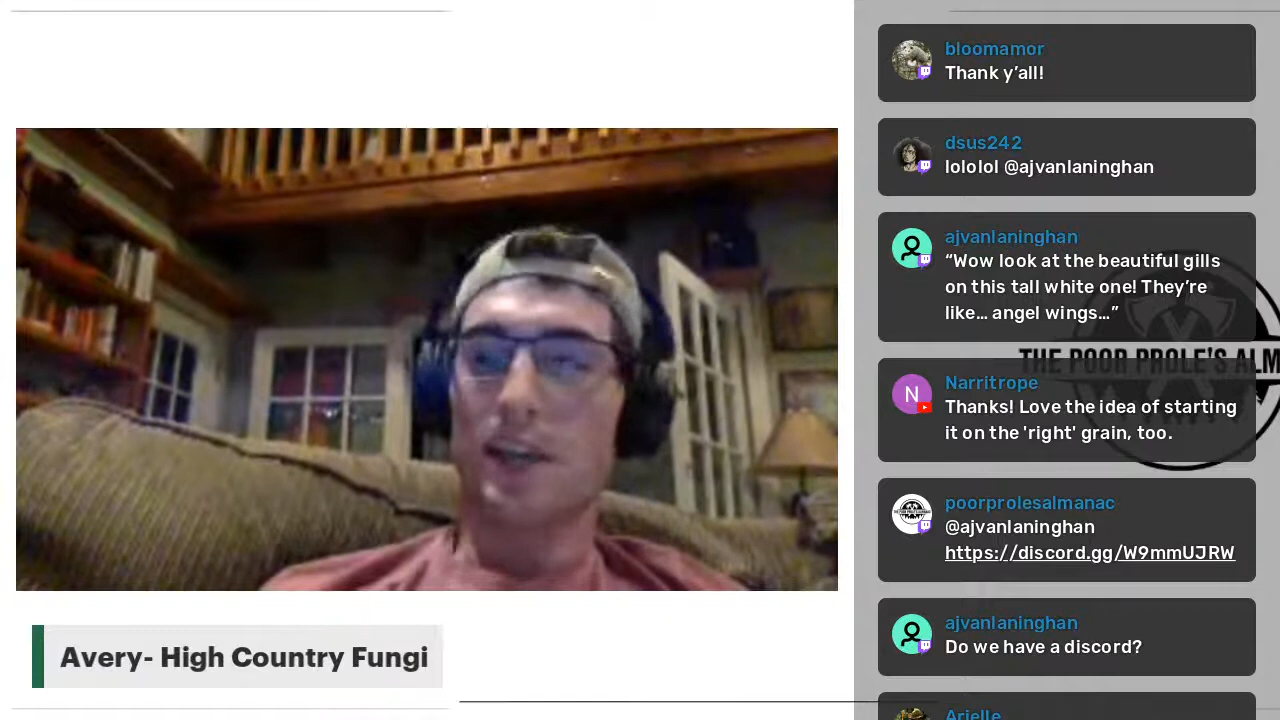 Avery- High Country Fungi
bloomamor
Thank y’all!
dsus242
lololol @ajvanlaninghan
ajvanlaninghan
“Wow look at the beautiful gills
on this tall white one! They’re
like… angel wings…”
THE POOR PROLE'S ALM
N
Narritrope
Thanks! Love the idea of starting
it on the 'right' grain, too.
poorprolesalmanac
@ajvanlaninghan
https://discord.gg/W9mmUJRW
ajvanlaninghan
Do we have a discord?
Arielle